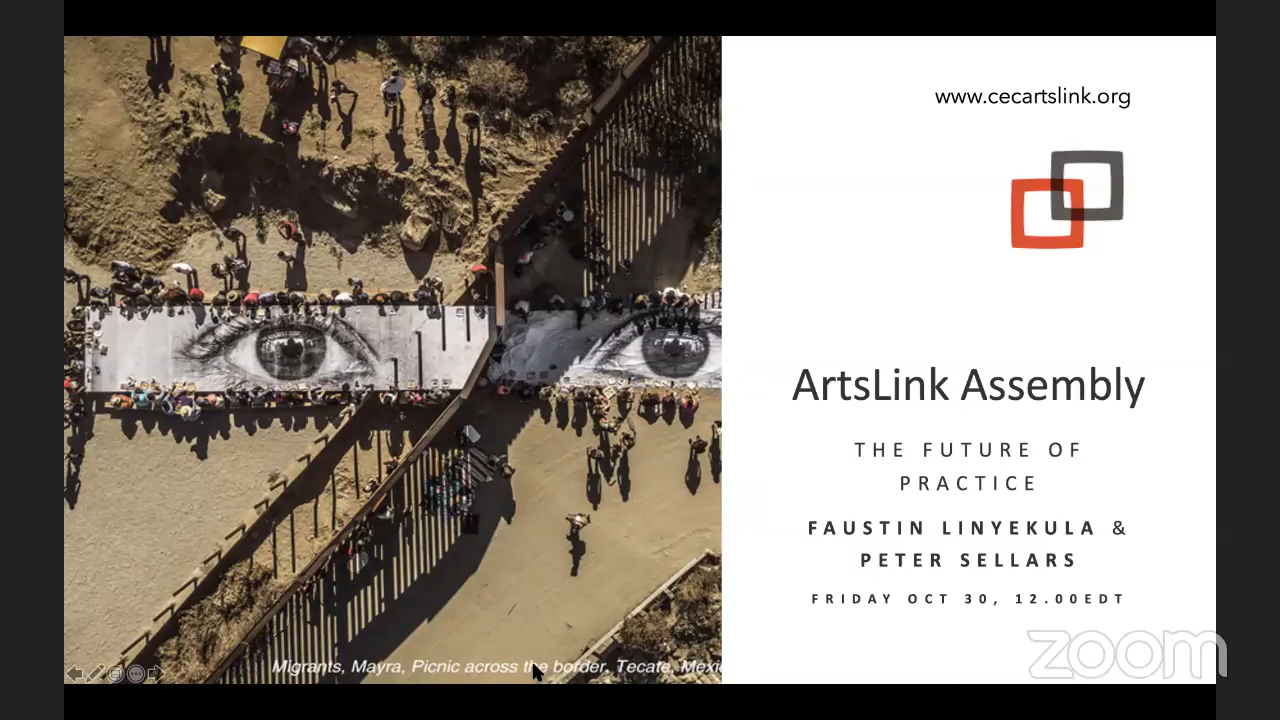 www.cecartslink.org
ArtsLink Assembly
THE FUTURE OF
PRACTICE
FAUSTIN LINYEKULA &
PETER SELLARS
FRIDAY OCT 30, 12.00EDT
zoom
Migrants, Mayra, Picnic across the border, Tecate, Mexic